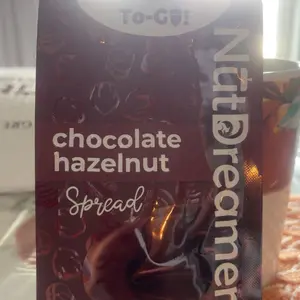 To-GO!
chocolate
hazelnut
Spread
NutDreamer